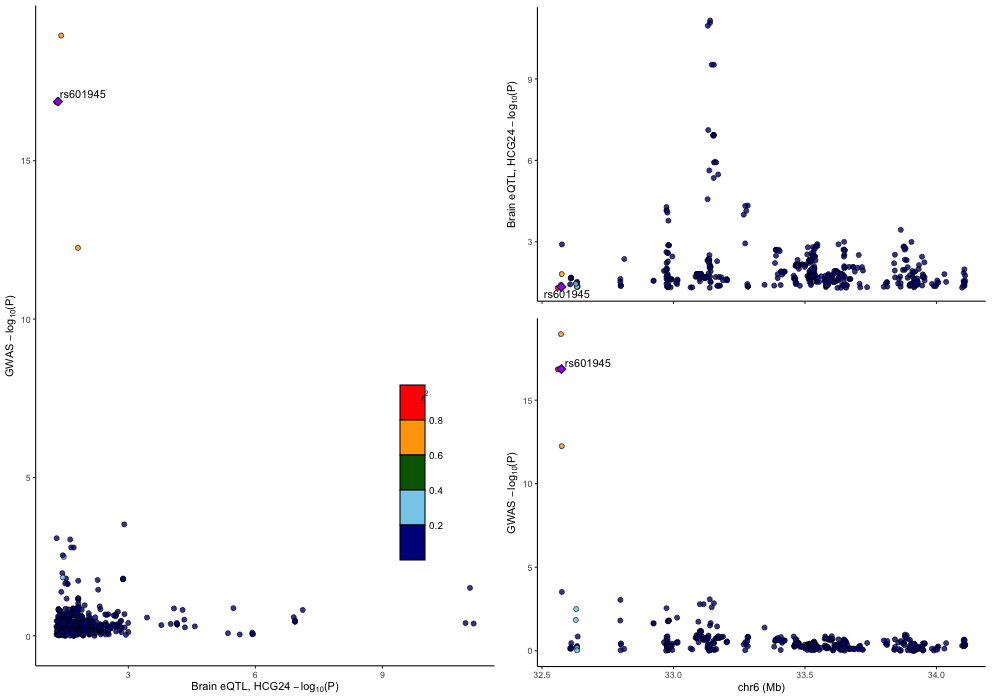 GWAS −log10(P)
15
10
5
0
rs601945
r2
0.8
0.6
0.4
0.2
3
6
9
Brain eQTL, HCG24 −log10(P)
Brain eQTL, HCG24 −log10(P)
9
6
3
rs601945
GWAS −log10(P)
15
10
5
0
rs601945
32.5
33.0
33.5
34.0
chr6 (Mb)